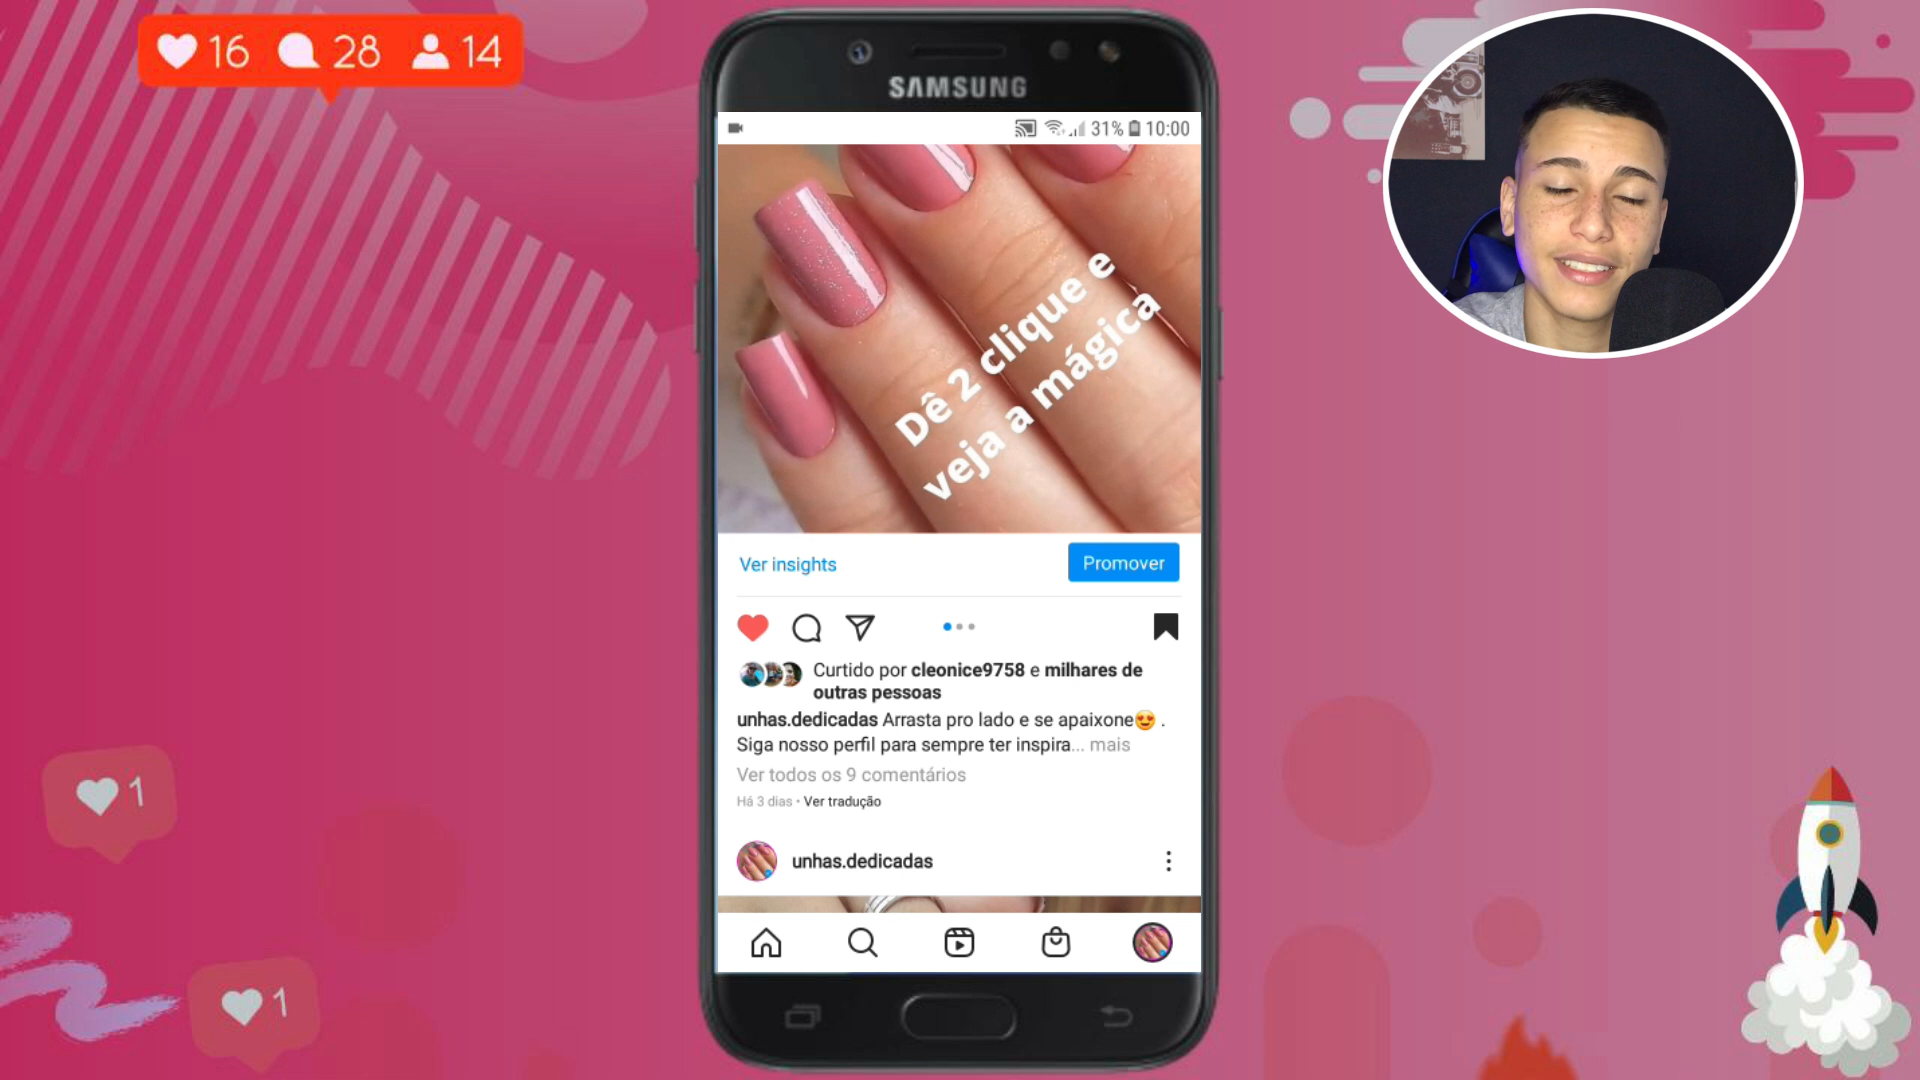 16 28 14
SAMSUNG
31% 10:00
Dê 2 clique e
veja a mágica
Ver insights
Promover
Curtido por cleonice9758 e milhares de
outras pessoas
unhas.dedicadas Arrasta pro lado e se apaixone😍 .
Siga nosso perfil para sempre ter inspira... mais
Ver todos os 9 comentários
Há 3 dias • Ver tradução
unhas.dedicadas
1
1